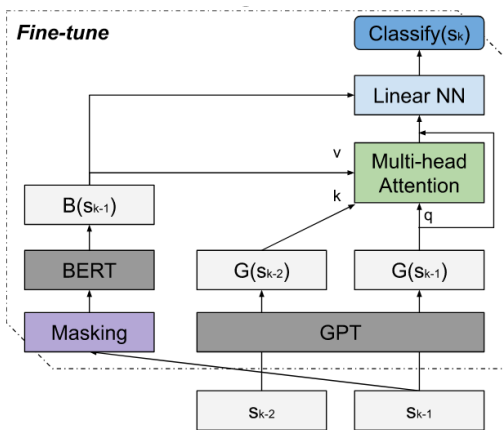 Fine-tune
Classify(sk)
Linear NN
v
Multi-head
Attention
k
q
B(sk-1)
BERT
G(sk-2)
G(sk-1)
Masking
GPT
sk-2
sk-1